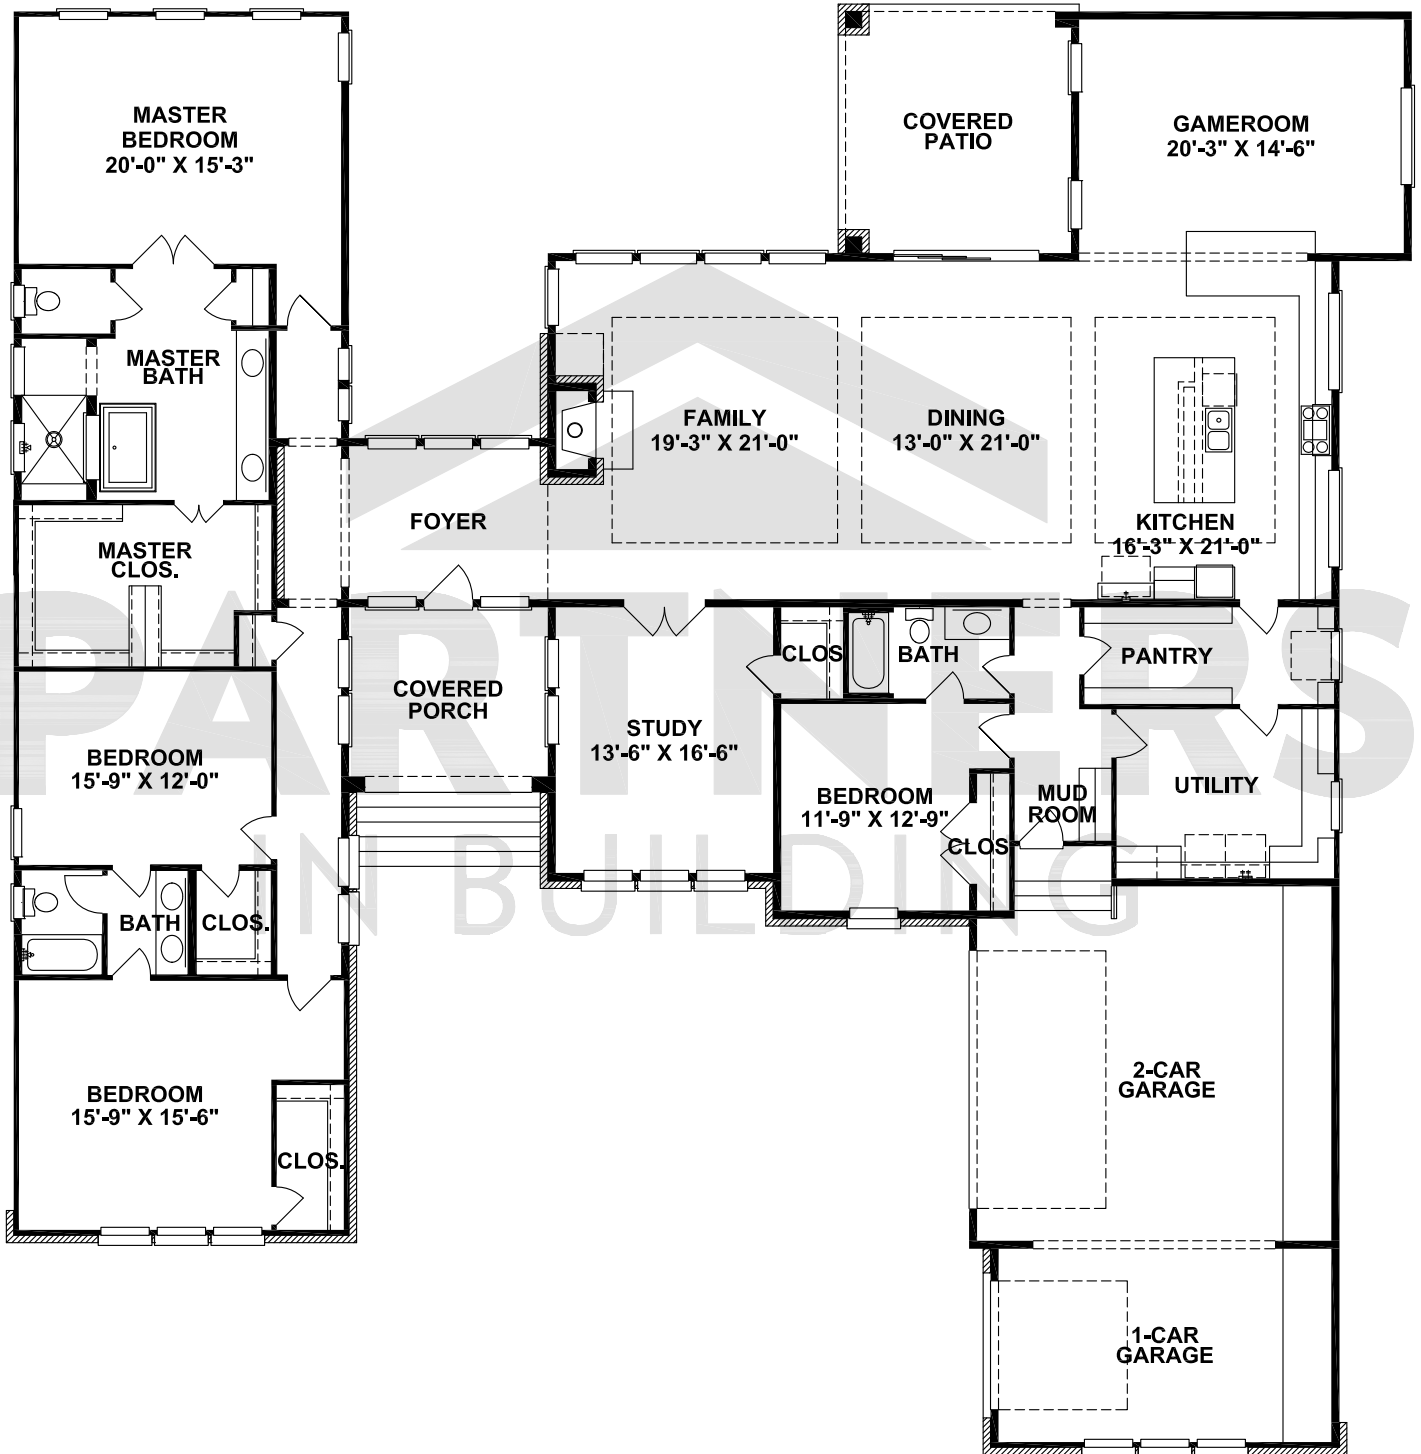 MASTER
BEDROOM
20'-0" X 15'-3"
COVERED
PATIO
GAMEROOM
20'-3" X 14'-6"
MASTER
BATH
FAMILY
19'-3" X 21'-0"
DINING
13'-0" X 21'-0"
KITCHEN
16'-3" X 21'-0"
FOYER
MASTER
CLOS.
CLOS.
BATH
PANTRY
COVERED
PORCH
STUDY
13'-6" X 16'-6"
BEDROOM
15'-9" X 12'-0"
BEDROOM
11'-9" X 12'-9"
CLOS.
MUD
ROOM
UTILITY
BATH
CLOS.
BEDROOM
15'-9" X 15'-6"
CLOS.
2-CAR
GARAGE
1-CAR
GARAGE
PARTNERS
IN BUILDING